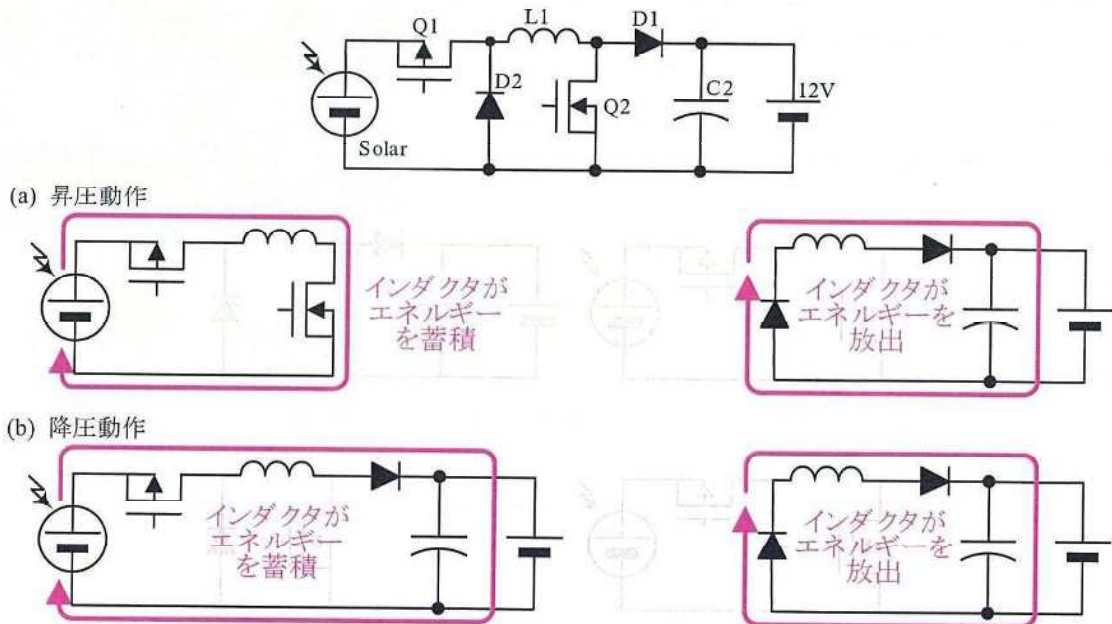 Q1
L1
D1
D2
Q2
C2
12V
Solar
(a) 昇圧動作
インダクタが
エネルギー
を蓄積
インダクタが
エネルギーを
放出
(b) 降圧動作
インダクタが
エネルギー
を蓄積
インダクタが
エネルギーを
放出